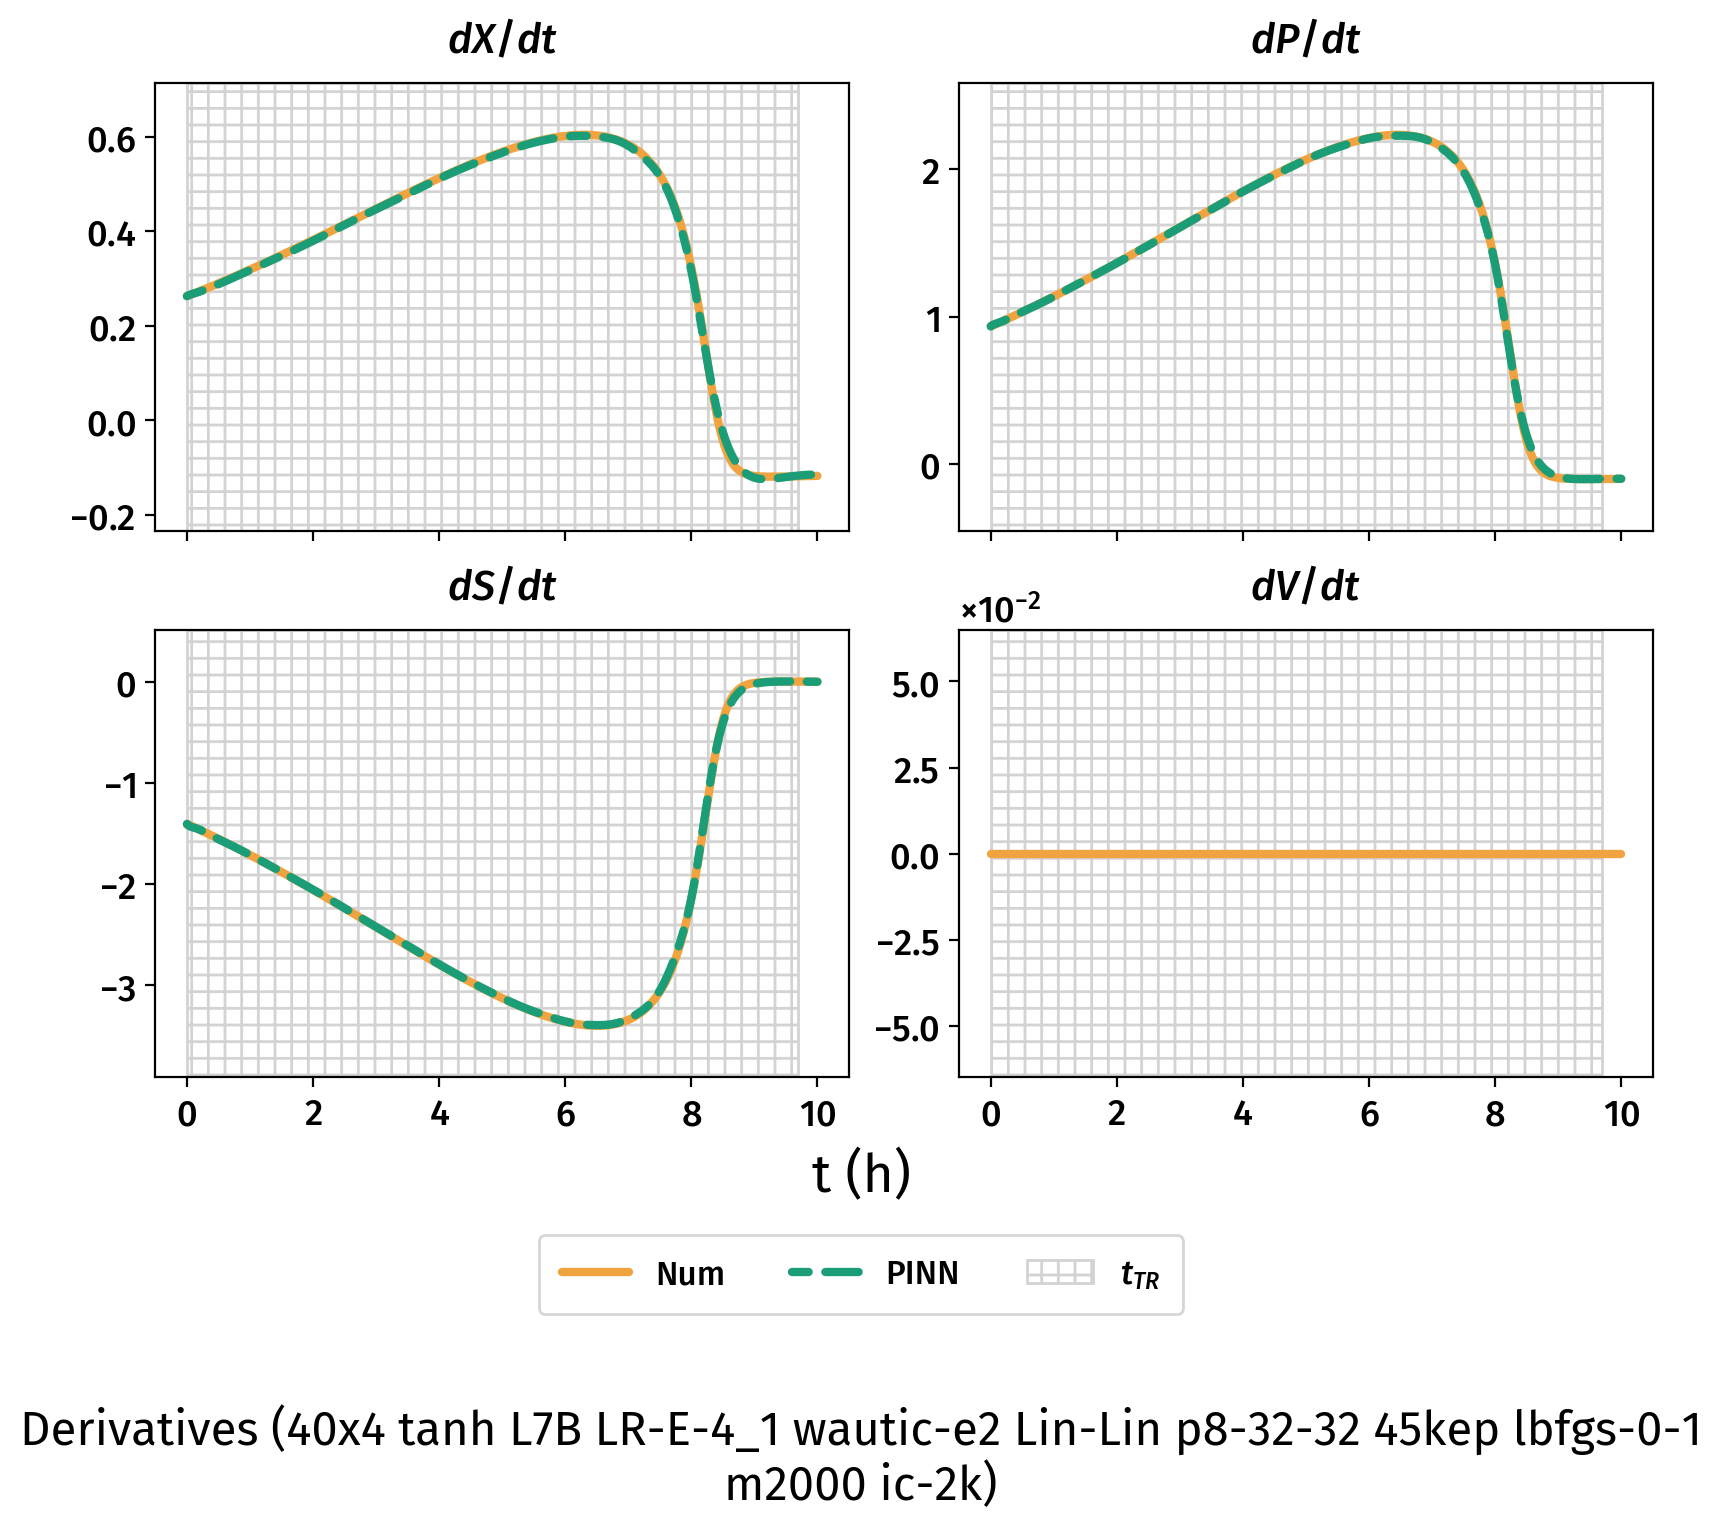 dX/dt
dP/dt
0.6
0.4
0.2
0.0
−0.2
2
1
0
dS/dt
dV/dt
×10⁻²
0
−1
−2
−3
5.0
2.5
0.0
−2.5
−5.0
0 2 4 6 8 10
0 2 4 6 8 10
t (h)
Num PINN t_TR
Derivatives (40x4 tanh L7B LR-E-4_1 wautic-e2 Lin-Lin p8-32-32 45kep lbfgs-0-1
m2000 ic-2k)